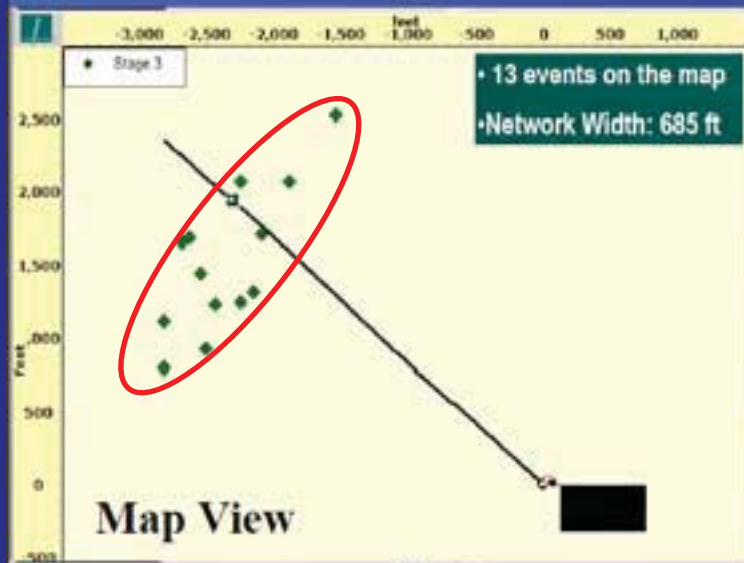 feet
-3,000 -2,500 -2,000 -1,500 -1,000 -500 0 500 1,000
Stage 3
• 13 events on the map
•Network Width: 685 ft
2,500
2,000
1,500
,000
Feet
500
0
-500
Map View